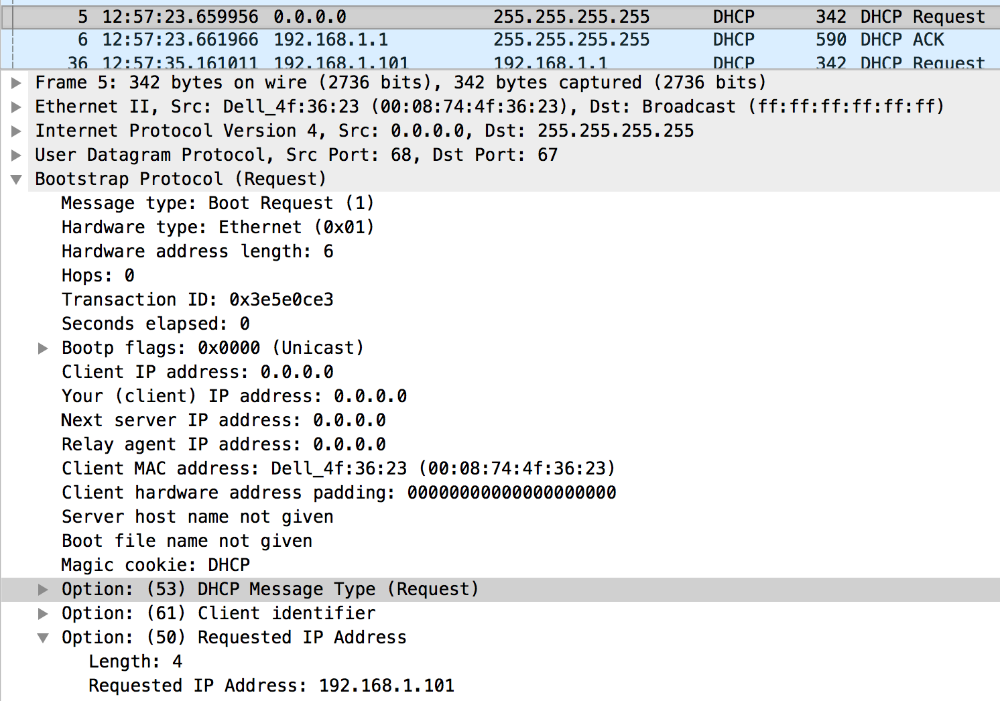 5 12:57:23.659956 0.0.0.0 255.255.255.255 DHCP 342 DHCP Request
6 12:57:23.661966 192.168.1.1 255.255.255.255 DHCP 590 DHCP ACK
36 12:57:35.161011 192.168.1.101 192.168.1.1 DHCP 342 DHCP Request
Frame 5: 342 bytes on wire (2736 bits), 342 bytes captured (2736 bits)
Ethernet II, Src: Dell_4f:36:23 (00:08:74:4f:36:23), Dst: Broadcast (ff:ff:ff:ff:ff:ff)
Internet Protocol Version 4, Src: 0.0.0.0, Dst: 255.255.255.255
User Datagram Protocol, Src Port: 68, Dst Port: 67
Bootstrap Protocol (Request)
Message type: Boot Request (1)
Hardware type: Ethernet (0x01)
Hardware address length: 6
Hops: 0
Transaction ID: 0x3e5e0ce3
Seconds elapsed: 0
Bootp flags: 0x0000 (Unicast)
Client IP address: 0.0.0.0
Your (client) IP address: 0.0.0.0
Next server IP address: 0.0.0.0
Relay agent IP address: 0.0.0.0
Client MAC address: Dell_4f:36:23 (00:08:74:4f:36:23)
Client hardware address padding: 00000000000000000000
Server host name not given
Boot file name not given
Magic cookie: DHCP
Option: (53) DHCP Message Type (Request)
Option: (61) Client identifier
Option: (50) Requested IP Address
Length: 4
Requested IP Address: 192.168.1.101